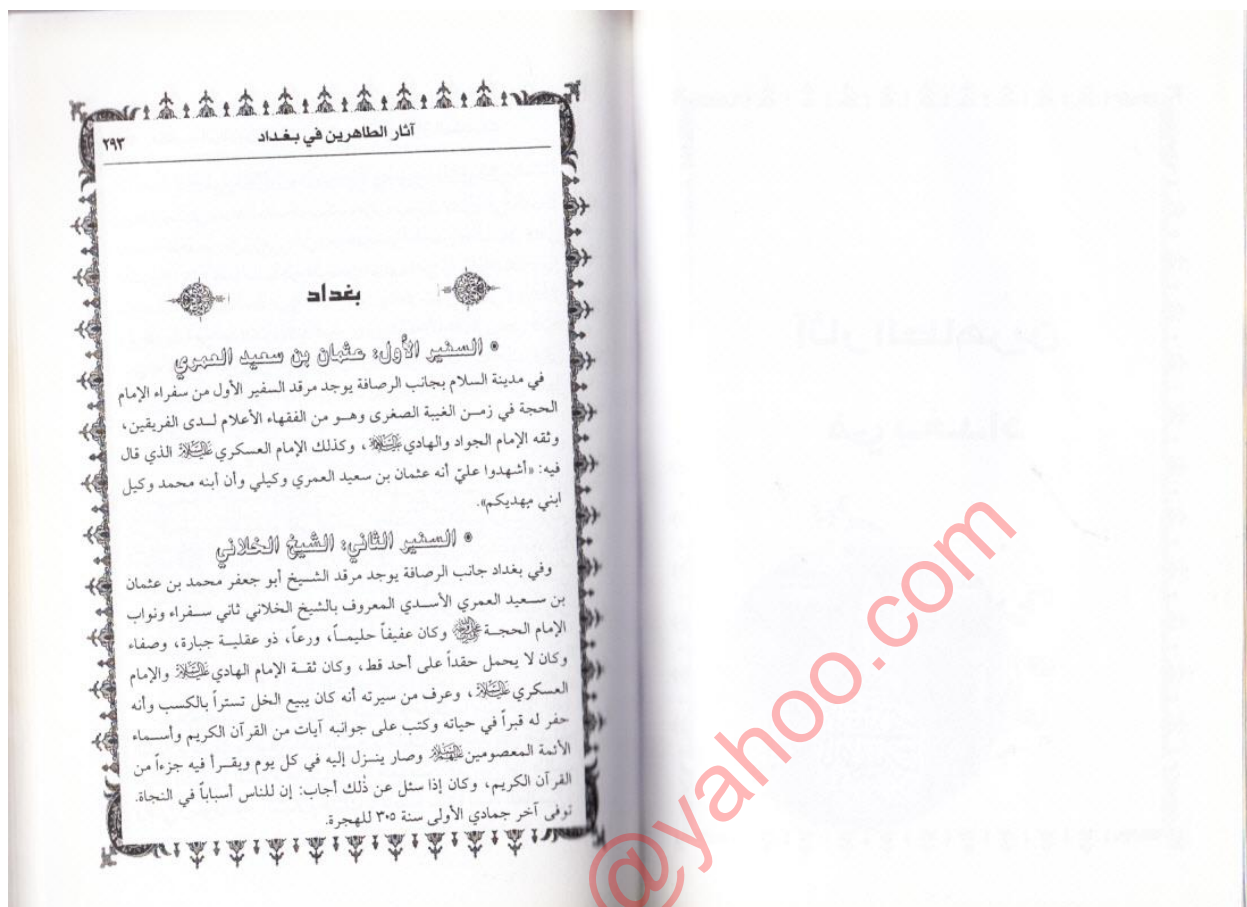 آثار الطاهرين في بغداد
٢٩٣
بغداد
* السفير الأول: عثمان بن سعيد العمري
في مدينة السلام بجانب الرصافة يوجد مرقد السفير الأول من سفراء الإمام
الحجة في زمن الغيبة الصغرى وهو من الفقهاء الأعلام لدى الفريقين،
وثقه الإمام الجواد والهادي عليهما السلام، وكذلك الإمام العسكري عليه السلام الذي قال
فيه: «أشهدوا عليّ أنه عثمان بن سعيد العمري وكيلي وأن أبنه محمد وكيل
ابني مهديكم».
* السفير الثاني: الشيخ الخلاني
وفي بغداد جانب الرصافة يوجد مرقد الشيخ أبو جعفر محمد بن عثمان
بن سعيد العمري الأسدي المعروف بالشيخ الخلاني ثاني سفراء ونواب
الإمام الحجة وكان عفيفاً حليماً، ورعاً، ذو عقلية جبارة، وصفاء
وكان لا يحمل حقداً على أحد قط، وكان ثقة الإمام الهادي عليه السلام والإمام
العسكري عليه السلام، وعرف من سيرته أنه كان يبيع الخل تستراً بالكسب وأنه
حفر له قبراً في حياته وكتب على جوانبه آيات من القرآن الكريم وأسماء
الأئمة المعصومين عليهم السلام وصار ينزل إليه في كل يوم ويقرأ فيه جزءاً من
القرآن الكريم، وكان إذا سئل عن ذٰلك أجاب: إن للناس أسباباً في النجاة.
توفى آخر جمادي الأولى سنة ٣٠٥ للهجرة.
@yahoo.com